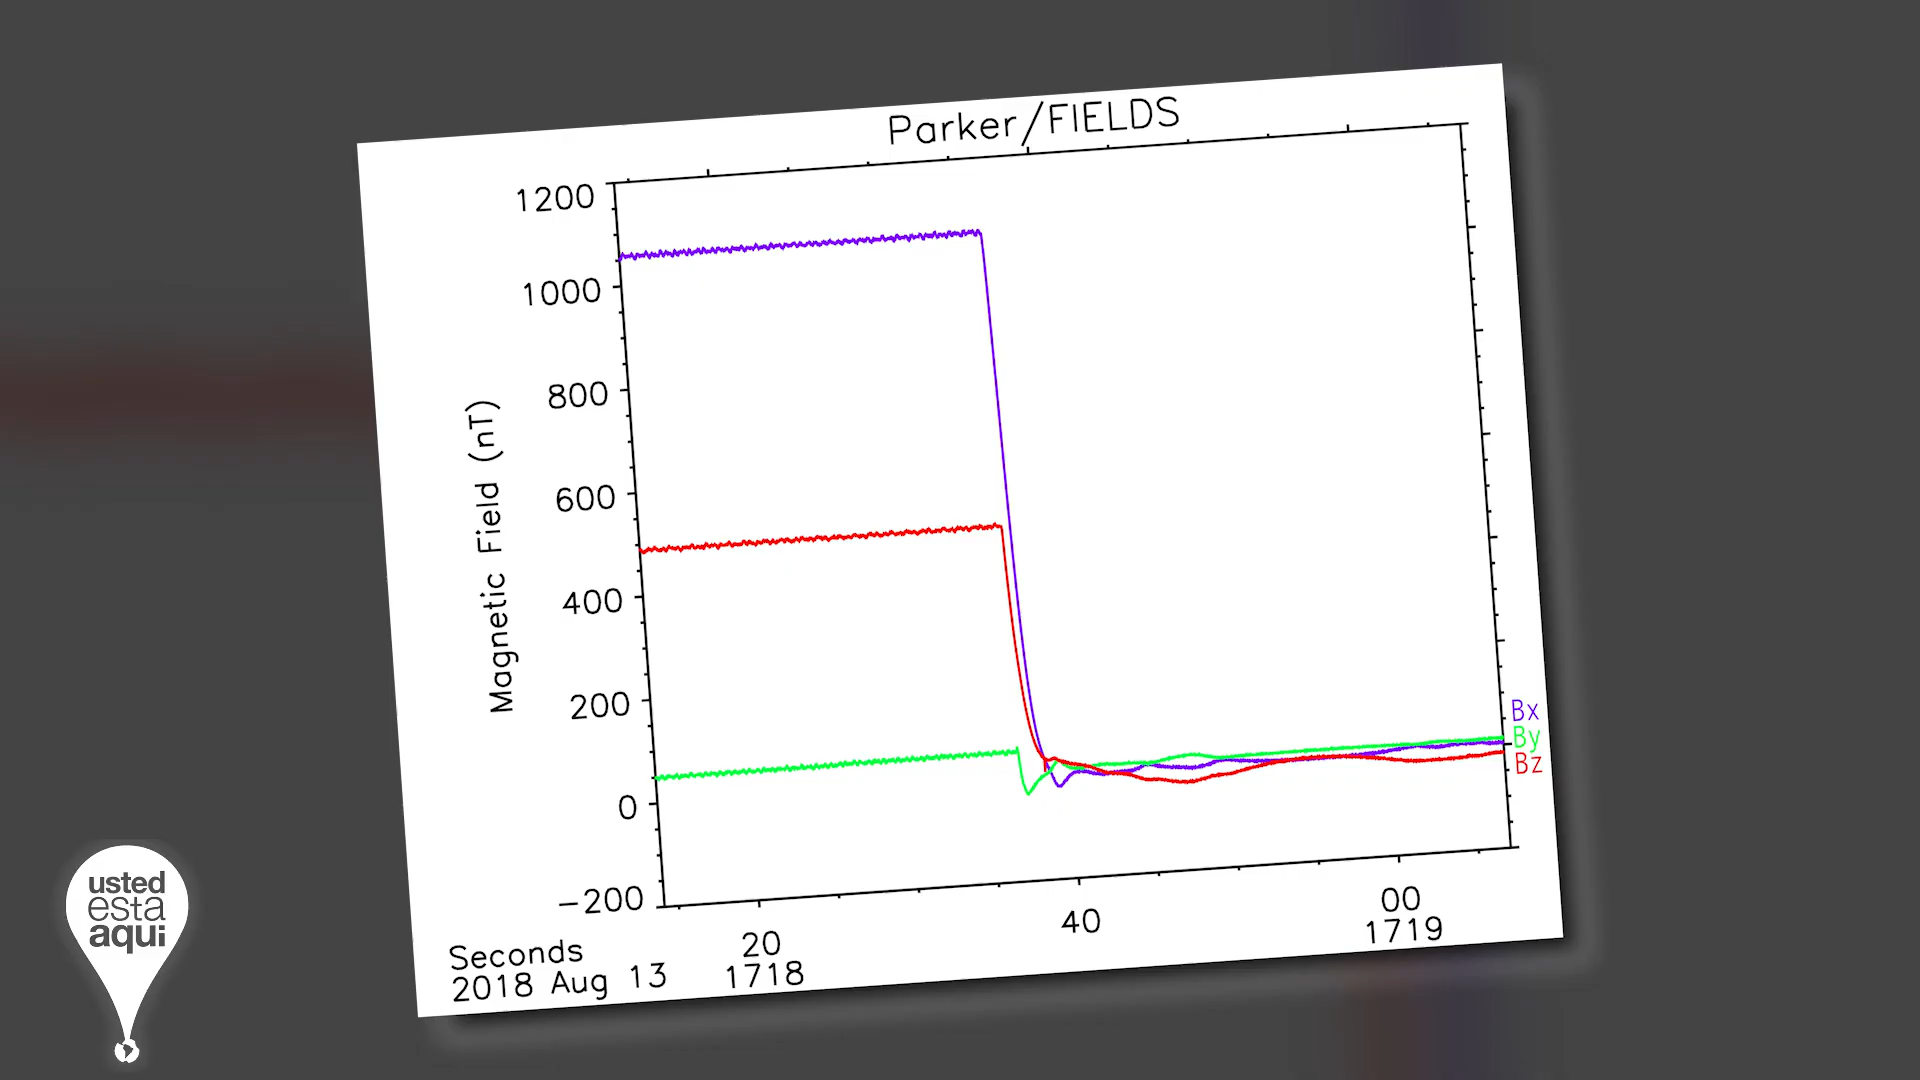 Parker/FIELDS
1200
1000
800
600
400
200
0
-200
Magnetic Field (nT)
Bx
By
Bz
20
40
00
1718
1719
Seconds
2018 Aug 13
usted
esta
aqui